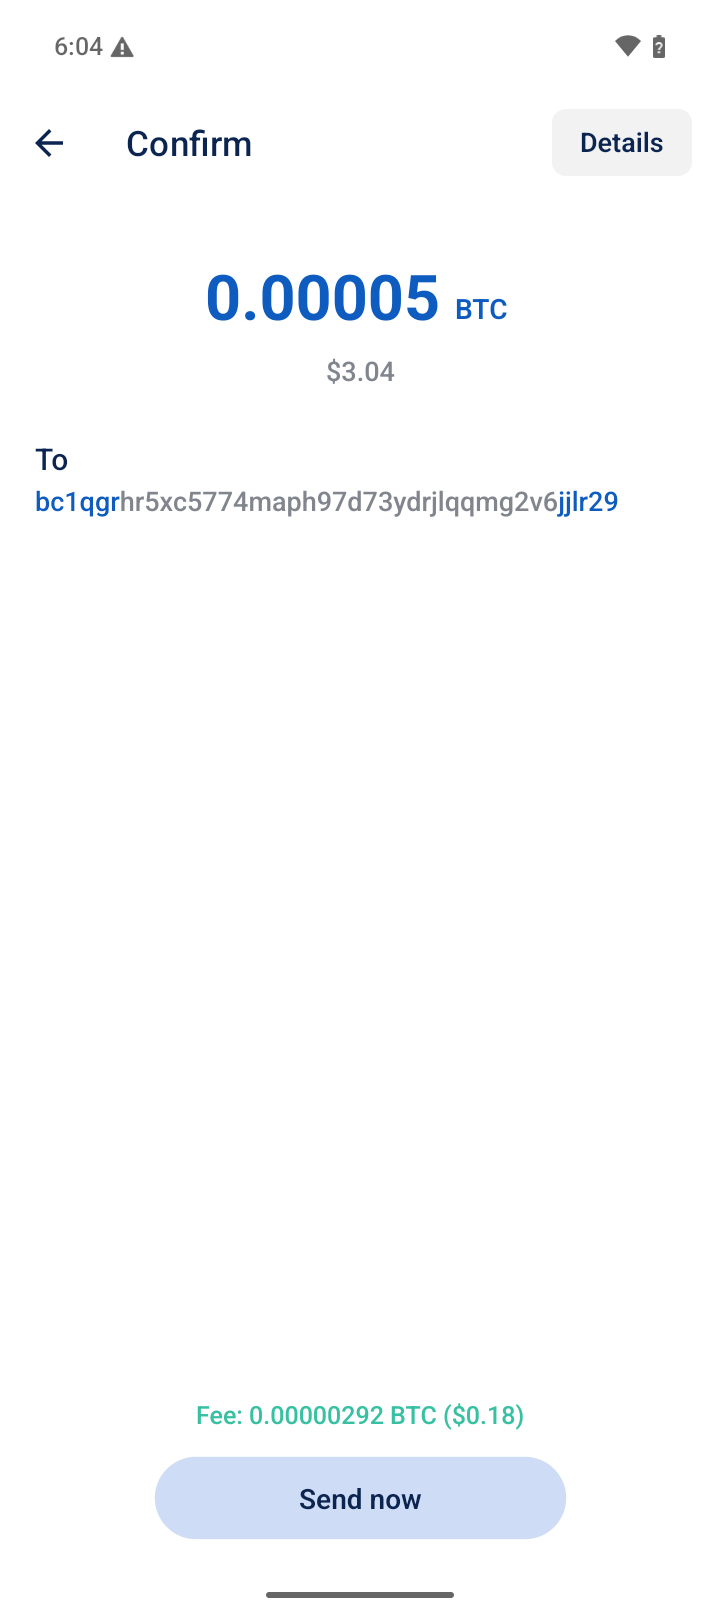 6:04
Confirm
Details
0.00005 BTC
$3.04
To
bc1qgrhr5xc5774maph97d73ydrjlqqmg2v6jjlr29
Fee: 0.00000292 BTC ($0.18)
Send now